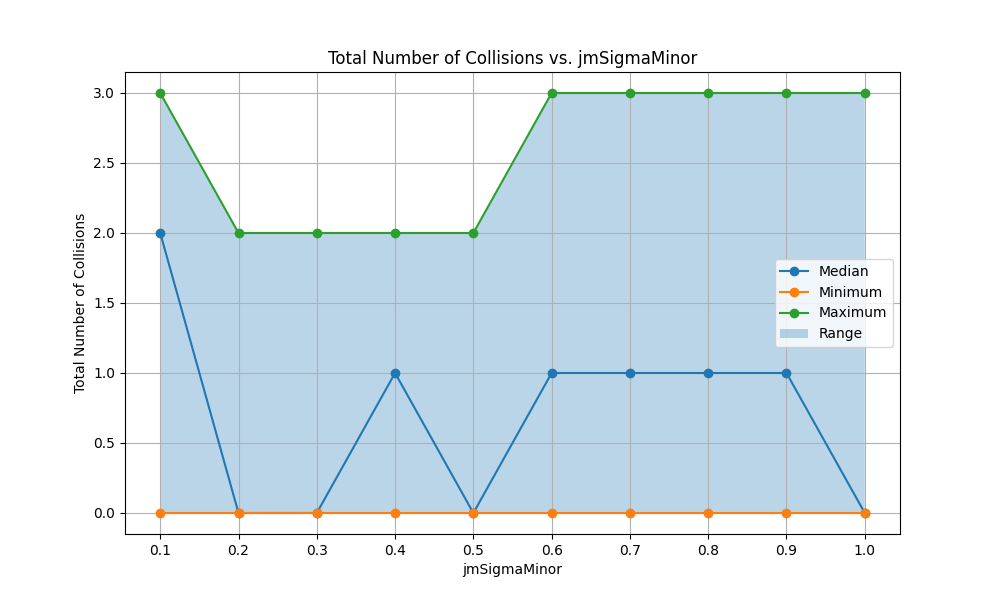 Total Number of Collisions vs. jmSigmaMinor
3.0
2.5
2.0
1.5
1.0
0.5
0.0
Total Number of Collisions
Median
Minimum
Maximum
Range
0.1 0.2 0.3 0.4 0.5 0.6 0.7 0.8 0.9 1.0
jmSigmaMinor